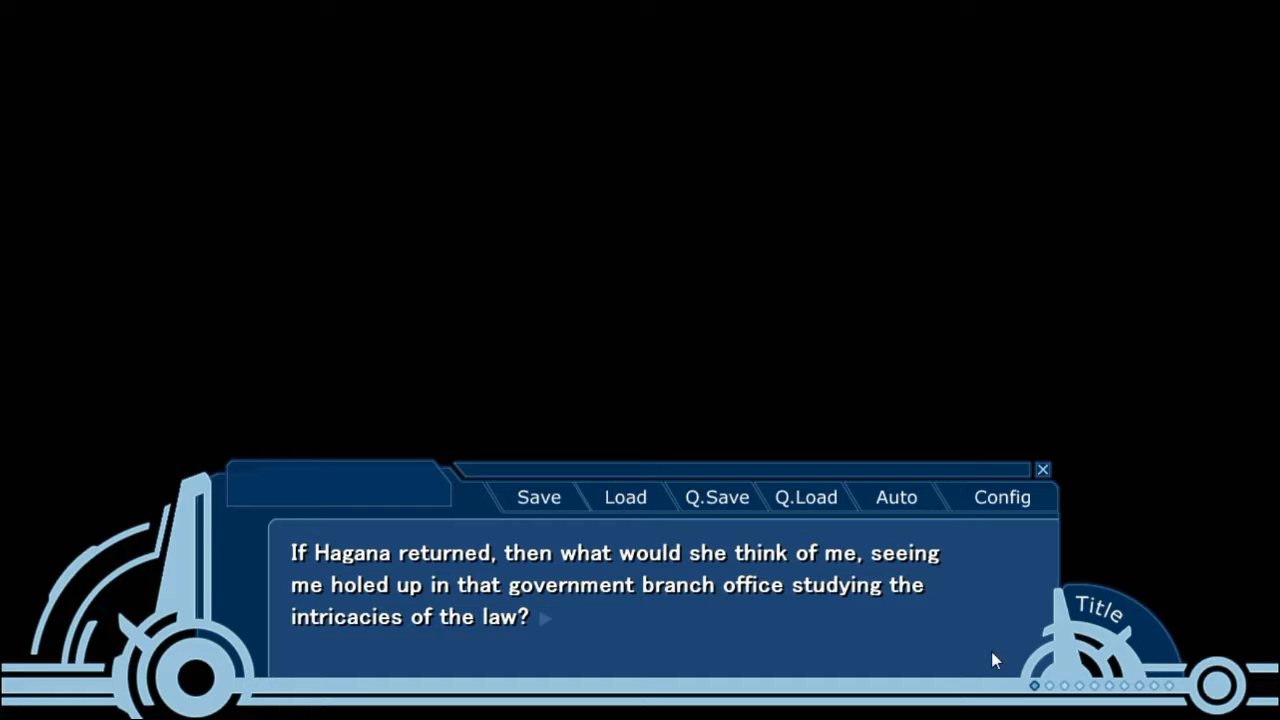 Save Load Q.Save Q.Load Auto Config
If Hagana returned, then what would she think of me, seeing
me holed up in that government branch office studying the
intricacies of the law?
Title